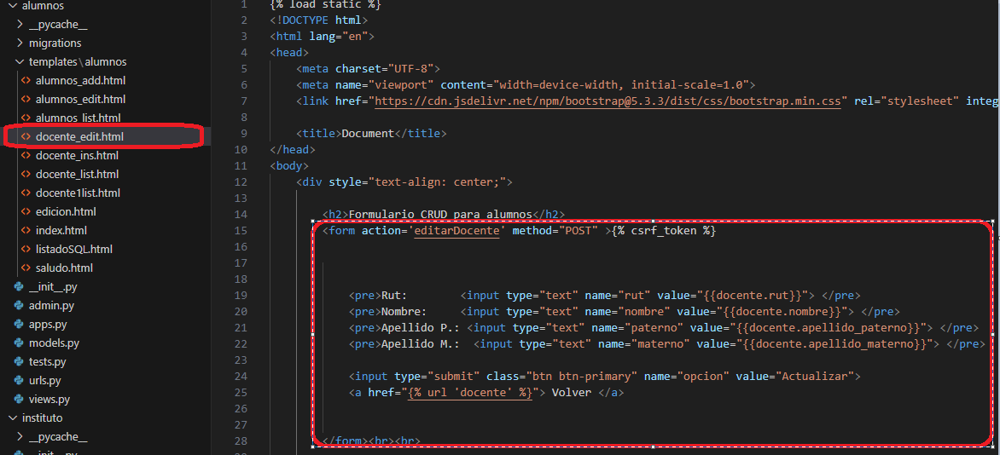 alumnos
__pycache__
migrations
templates\alumnos
alumnos_add.html
alumnos_edit.html
alumnos_list.html
docente_edit.html
docente_ins.html
docente_list.html
docente1list.html
edicion.html
index.html
listadoSQL.html
saludo.html
__init__.py
admin.py
apps.py
models.py
tests.py
urls.py
views.py
instituto
__pycache__
__init__.py
1 {% load static %}
2 <!DOCTYPE html>
3 <html lang="en">
4 <head>
5 <meta charset="UTF-8">
6 <meta name="viewport" content="width=device-width, initial-scale=1.0">
7 <link href="https://cdn.jsdelivr.net/npm/bootstrap@5.3.3/dist/css/bootstrap.min.css" rel="stylesheet" integ
8
9 <title>Document</title>
10 </head>
11 <body>
12 <div style="text-align: center;">
13
14 <h2>Formulario CRUD para alumnos</h2>
15 <form action='editarDocente' method="POST" >{% csrf_token %}
16
17
18
19 <pre>Rut: <input type="text" name="rut" value="{{docente.rut}}"> </pre>
20 <pre>Nombre: <input type="text" name="nombre" value="{{docente.nombre}}"> </pre>
21 <pre>Apellido P.: <input type="text" name="paterno" value="{{docente.apellido_paterno}}"> </pre>
22 <pre>Apellido M.: <input type="text" name="materno" value="{{docente.apellido_materno}}"> </pre>
23
24 <input type="submit" class="btn btn-primary" name="opcion" value="Actualizar">
25 <a href="{% url 'docente' %}"> Volver </a>
26
27
28 </form><br><br>